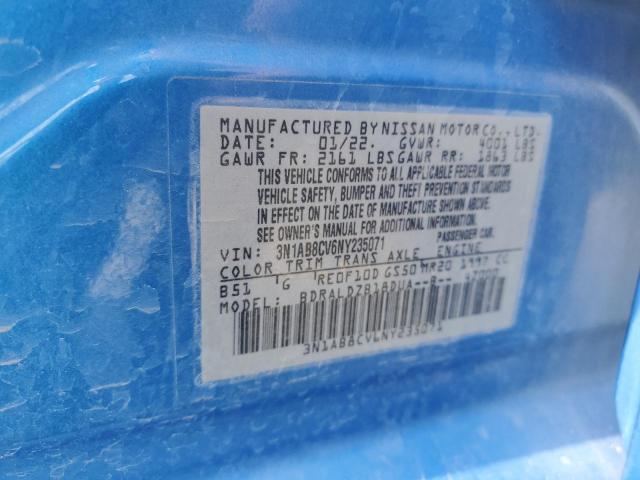 MANUFACTURED BY NISSAN MOTOR CO., LTD.
DATE: 01/22. GVWR: 4001 LBS
GAWR FR: 2161 LBS GAWR RR: 1863 LBS
THIS VEHICLE CONFORMS TO ALL APPLICABLE FEDERAL MOTOR
VEHICLE SAFETY, BUMPER AND THEFT PREVENTION STANDARDS
IN EFFECT ON THE DATE OF MANUFACTURE SHOWN ABOVE.
SEE OWNER'S MANUAL FOR ADDITIONAL INFORMATION.
VIN: 3N1AB8CV6NY235071 PASSENGER CAR.
COLOR TRIM TRANS AXLE ENGINE
B51 G RE0F10D GS50 MR20 1997 CC
MODEL: BDRALDZB18DUA--B--
3N1AB8CV6NY235071